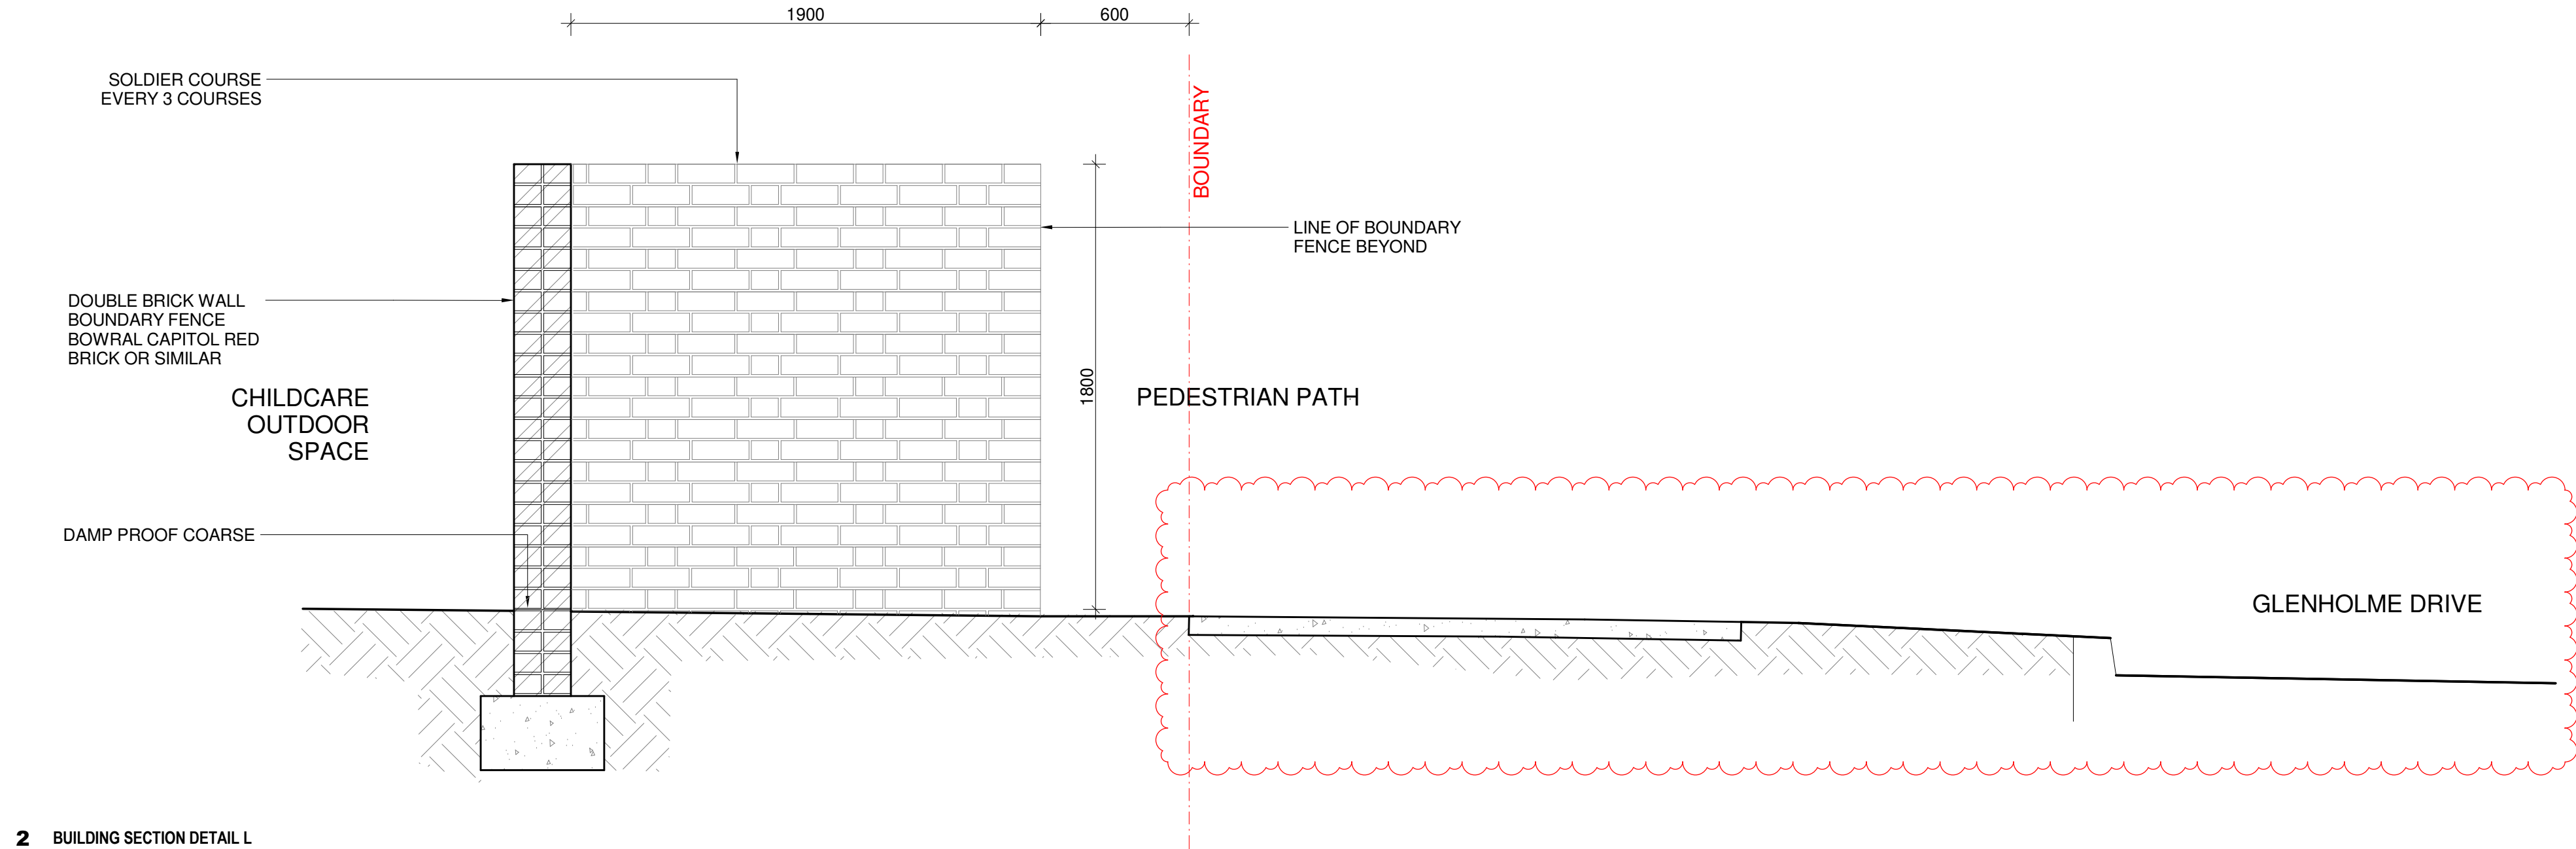 1900
600
SOLDIER COURSE
EVERY 3 COURSES
BOUNDARY
LINE OF BOUNDARY
FENCE BEYOND
DOUBLE BRICK WALL
BOUNDARY FENCE
BOWRAL CAPITOL RED
BRICK OR SIMILAR
1800
CHILDCARE
OUTDOOR
SPACE
PEDESTRIAN PATH
DAMP PROOF COARSE
GLENHOLME DRIVE
2 BUILDING SECTION DETAIL L